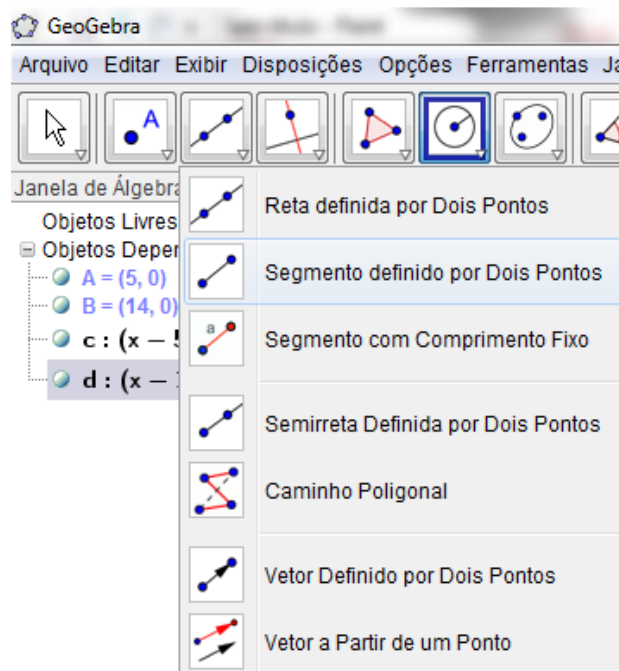 GeoGebra
Arquivo Editar Exibir Disposições Opções Ferramentas Ja
A
Janela de Álgebra
Reta definida por Dois Pontos
Objetos Livres
Objetos Depen
Segmento definido por Dois Pontos
A = (5, 0)
B = (14, 0)
a
Segmento com Comprimento Fixo
c : (x –
d : (x –
Semirreta Definida por Dois Pontos
Caminho Poligonal
Vetor Definido por Dois Pontos
Vetor a Partir de um Ponto